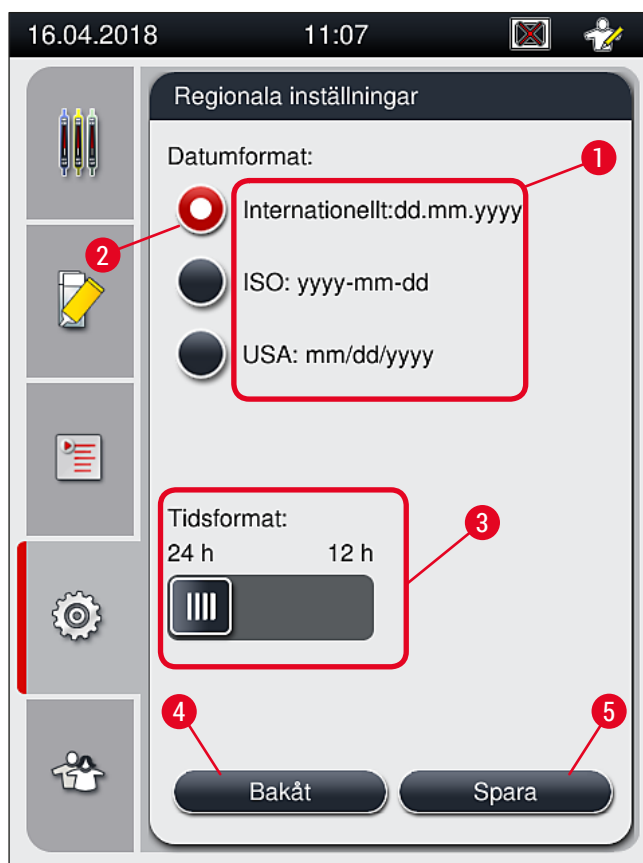 16.04.2018 11:07
Regionala inställningar
Datumformat:
1
Internationellt:dd.mm.yyyy
2
ISO: yyyy-mm-dd
USA: mm/dd/yyyy
Tidsformat:
3
24 h 12 h
4
5
Bakåt Spara